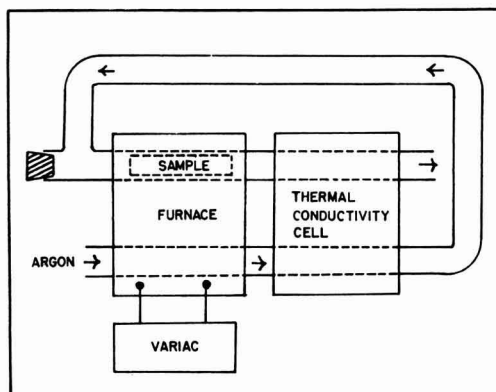 SAMPLE
FURNACE
THERMAL
CONDUCTIVITY
CELL
ARGON
VARIAC